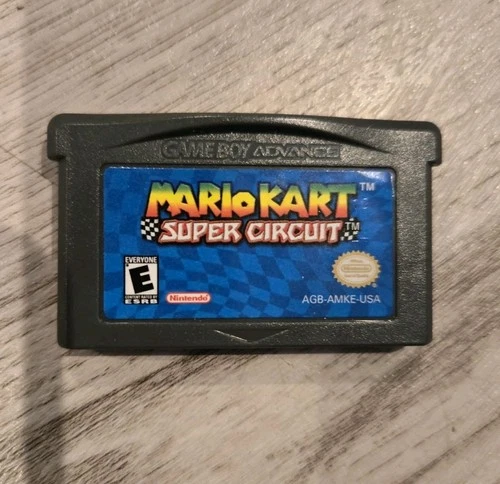 GAME BOY ADVANCE
MARIO KART™
SUPER CIRCUIT™
EVERYONE
E
CONTENT RATED BY
ESRB
Nintendo
AGB-AMKE-USA